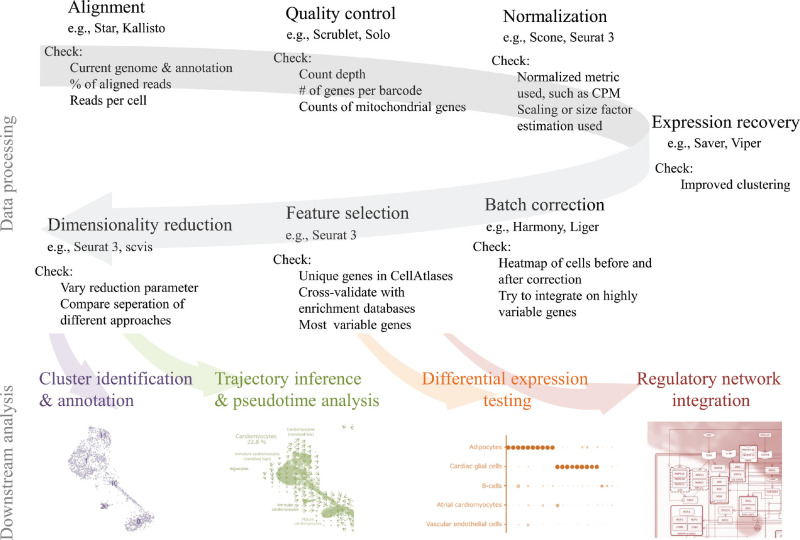 Data processing
Alignment
e.g., Star, Kallisto
Check:
Current genome & annotation
% of aligned reads
Reads per cell
Quality control
e.g., Scrublet, Solo
Check:
Count depth
# of genes per barcode
Counts of mitochondrial genes
Normalization
e.g., Scone, Seurat 3
Check:
Normalized metric
used, such as CPM
Scaling or size factor
estimation used
Expression recovery
e.g., Saver, Viper
Check:
Improved clustering
Batch correction
e.g., Harmony, Liger
Check:
Heatmap of cells before and
after correction
Try to integrate on highly
variable genes
Feature selection
e.g., Seurat 3
Check:
Unique genes in CellAtlases
Cross-validate with
enrichment databases
Most variable genes
Dimensionality reduction
e.g., Seurat 3, scvis
Check:
Vary reduction parameter
Compare seperation of
different approaches
Downstream analysis
Cluster identification
& annotation
Trajectory inference
& pseudotime analysis
Cardiomyocytes
22.8 %
Adipocytes
Differential expression
testing
Adipocytes
Cardiac glial cells
B-cells
Atrial cardiomyocytes
Vascular endothelial cells
Regulatory network
integration